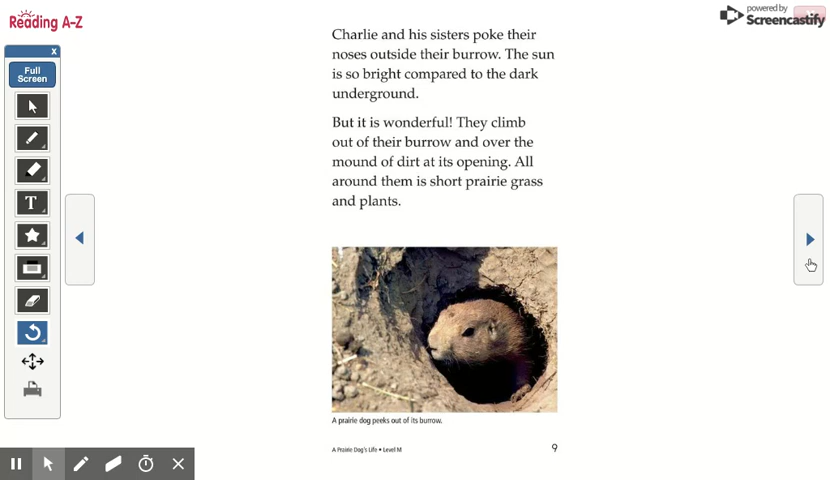 Reading A-Z
powered by
Screencastify
x
Full
Screen
T
Charlie and his sisters poke their
noses outside their burrow. The sun
is so bright compared to the dark
underground.
But it is wonderful! They climb
out of their burrow and over the
mound of dirt at its opening. All
around them is short prairie grass
and plants.
A prairie dog peeks out of its burrow.
A Prairie Dog's Life • Level M
9